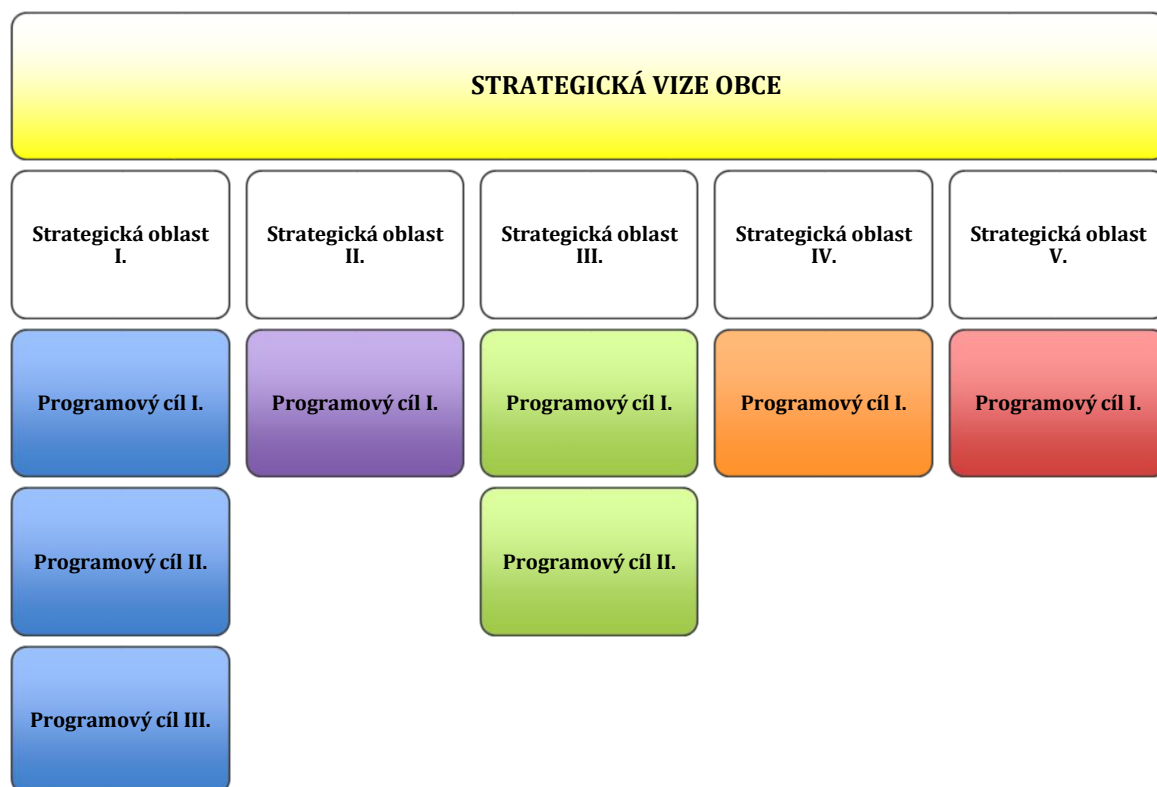 STRATEGICKÁ VIZE OBCE
Strategická oblast
I.
Strategická oblast
II.
Strategická oblast
III.
Strategická oblast
IV.
Strategická oblast
V.
Programový cíl I.
Programový cíl I.
Programový cíl I.
Programový cíl I.
Programový cíl I.
Programový cíl II.
Programový cíl II.
Programový cíl III.